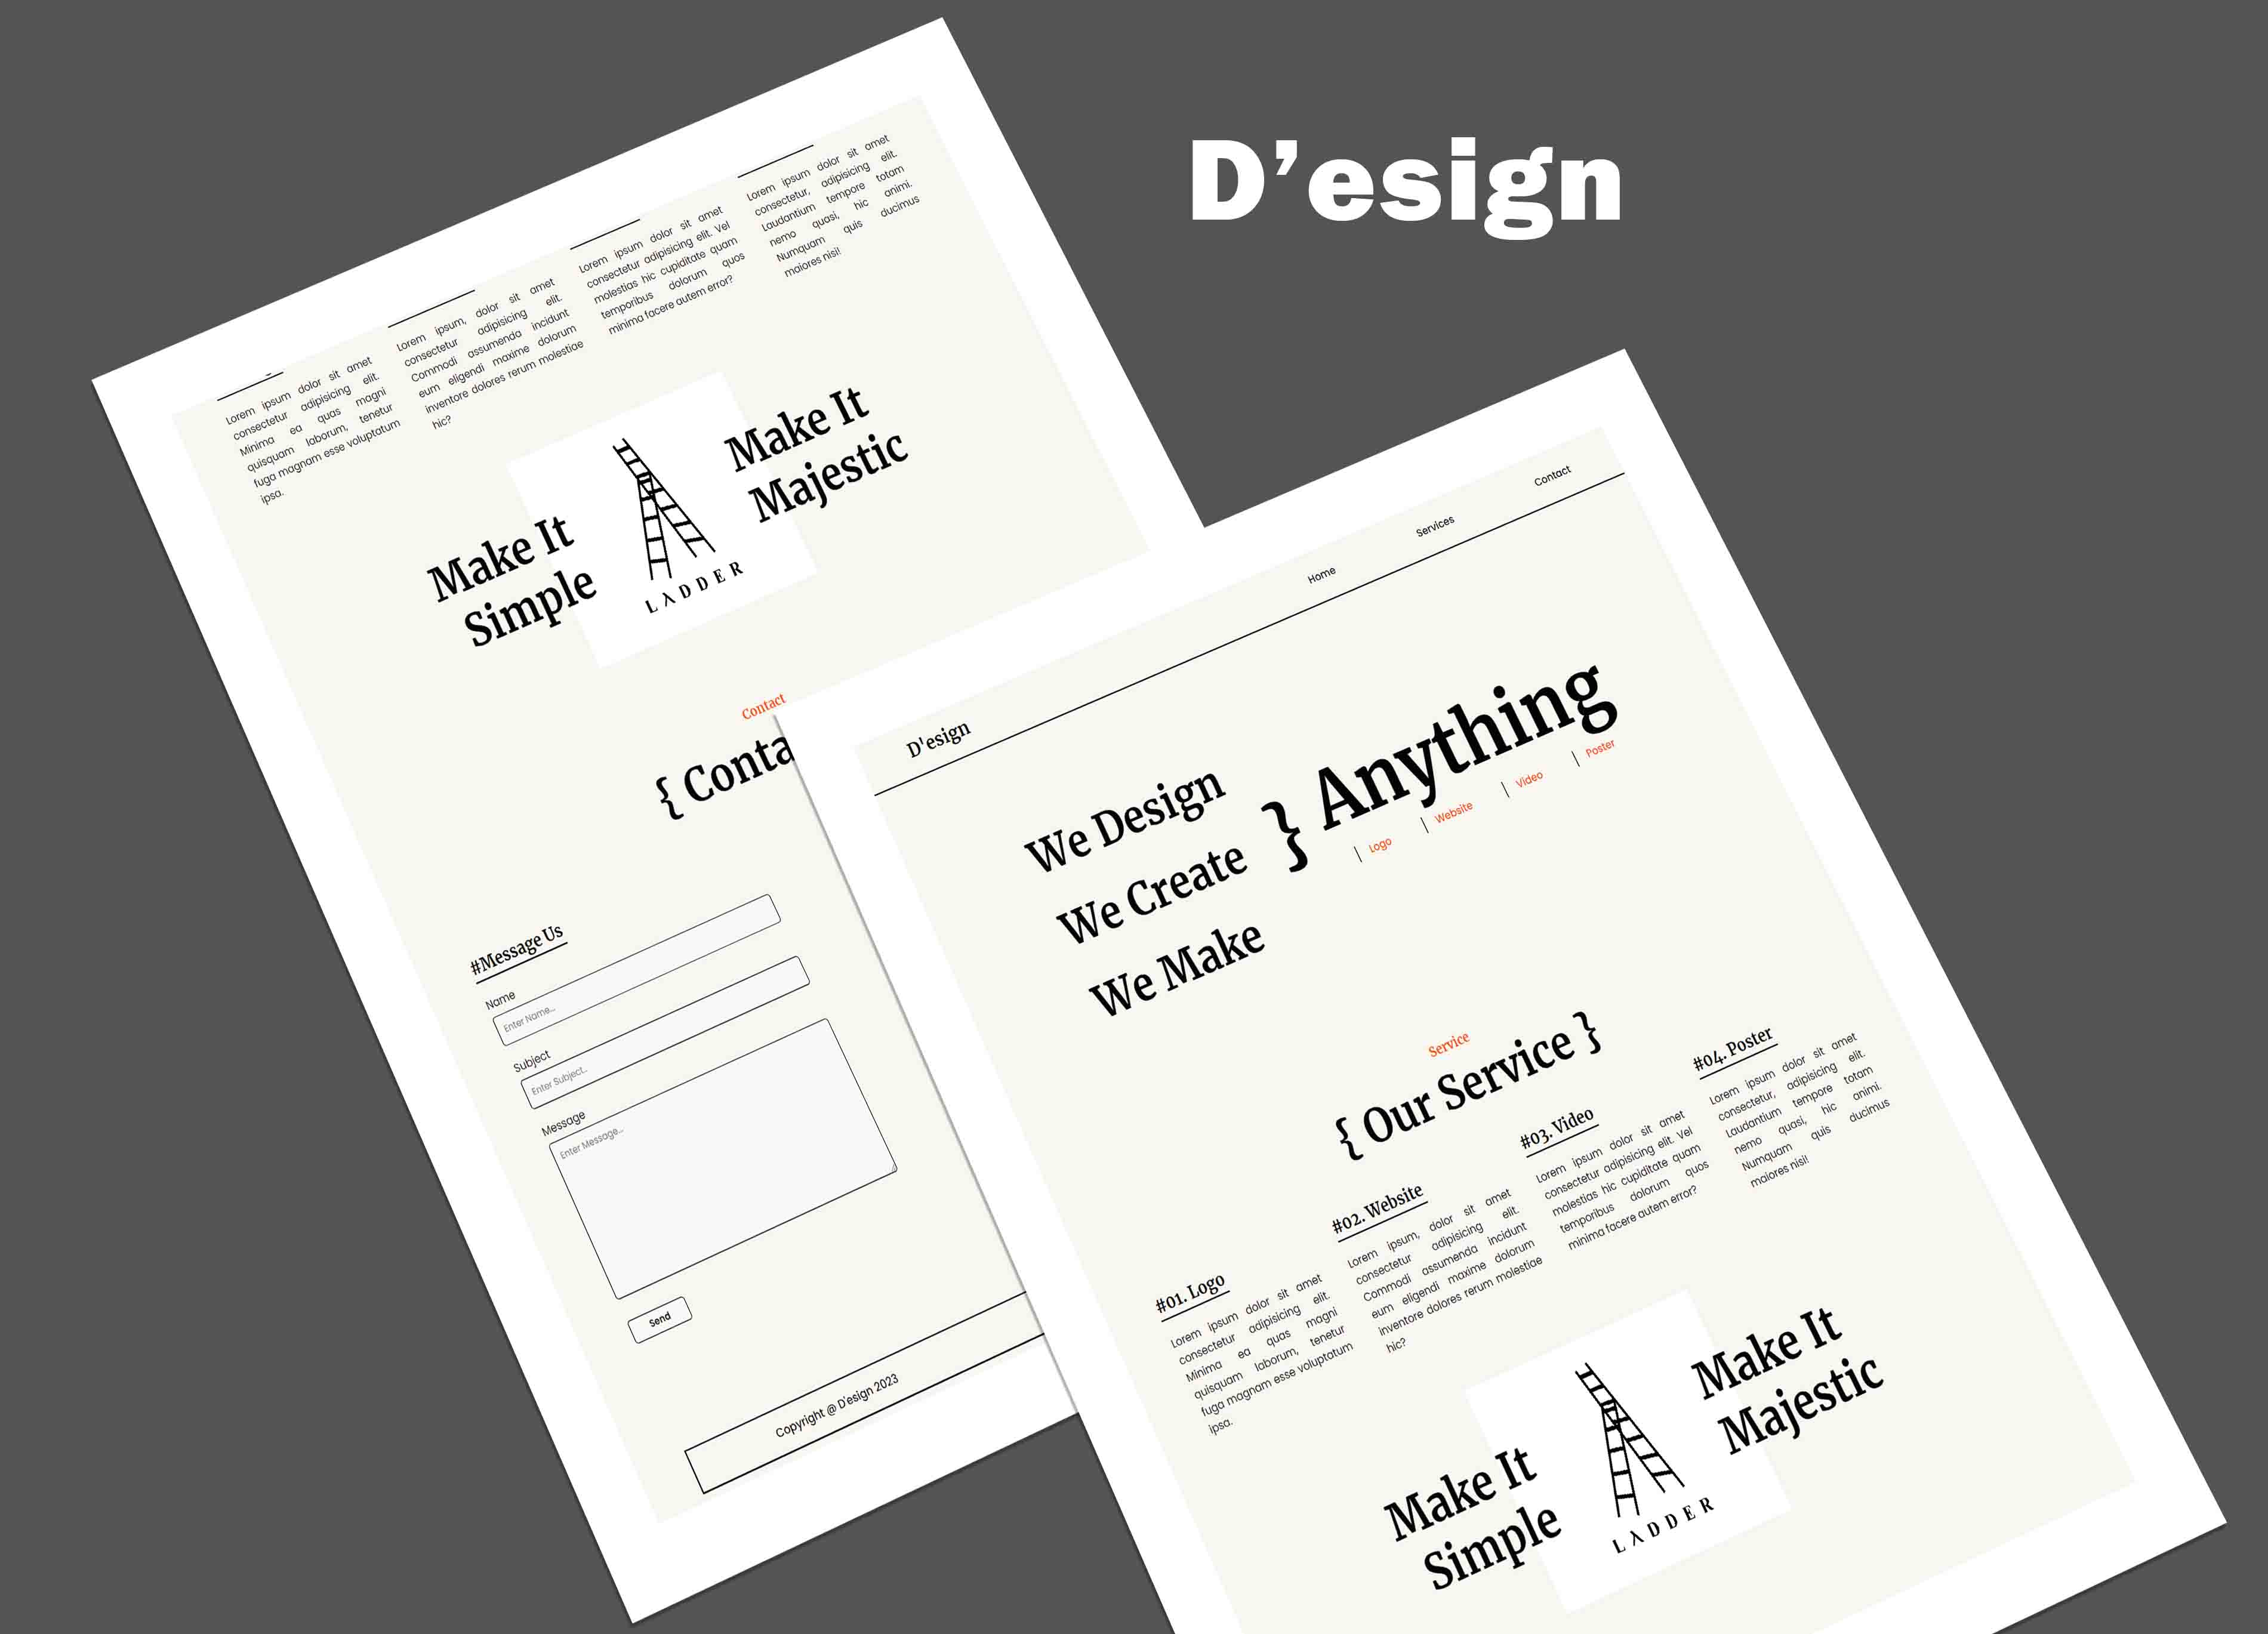 D’esign
Lorem ipsum dolor sit amet
consectetur adipisicing elit.
Minima ea quas magni
quisquam laborum, tenetur
fuga magnam esse voluptatum
ipsa.
Lorem ipsum, dolor sit amet
consectetur adipisicing elit.
Commodi assumenda incidunt
eum eligendi maxime dolorum
inventore dolores rerum molestiae
hic?
Lorem ipsum dolor sit amet
consectetur adipisicing elit. Vel
molestias hic cupiditate quam
temporibus dolorum quos
minima facere autem error?
Lorem ipsum dolor sit amet
consectetur, adipisicing elit.
Laudantium tempore totam
nemo quasi, hic animi.
Numquam quis ducimus
maiores nisi!
Make It
Simple
LADDER
Make It
Majestic
Contact
{ Conta
#Message Us
Name
Enter Name...
Subject
Enter Subject..
Message
Enter Message...
Send
Copyright @ D'esign 2023
D'esign
Home
Services
Contact
We Design
We Create
We Make
} Anything
| Logo | Website | Video | Poster
Service
{ Our Service }
#01. Logo
Lorem ipsum dolor sit amet
consectetur adipisicing elit.
Minima ea quas magni
quisquam laborum, tenetur
fuga magnam esse voluptatum
ipsa.
#02. Website
Lorem ipsum, dolor sit amet
consectetur adipisicing elit.
Commodi assumenda incidunt
eum eligendi maxime dolorum
inventore dolores rerum molestiae
hic?
#03. Video
Lorem ipsum dolor sit amet
consectetur adipisicing elit. Vel
molestias hic cupiditate quam
temporibus dolorum quos
minima facere autem error?
#04. Poster
Lorem ipsum dolor sit amet
consectetur, adipisicing elit.
Laudantium tempore totam
nemo quasi, hic animi.
Numquam quis ducimus
maiores nisi!
Make It
Simple
LADDER
Make It
Majestic